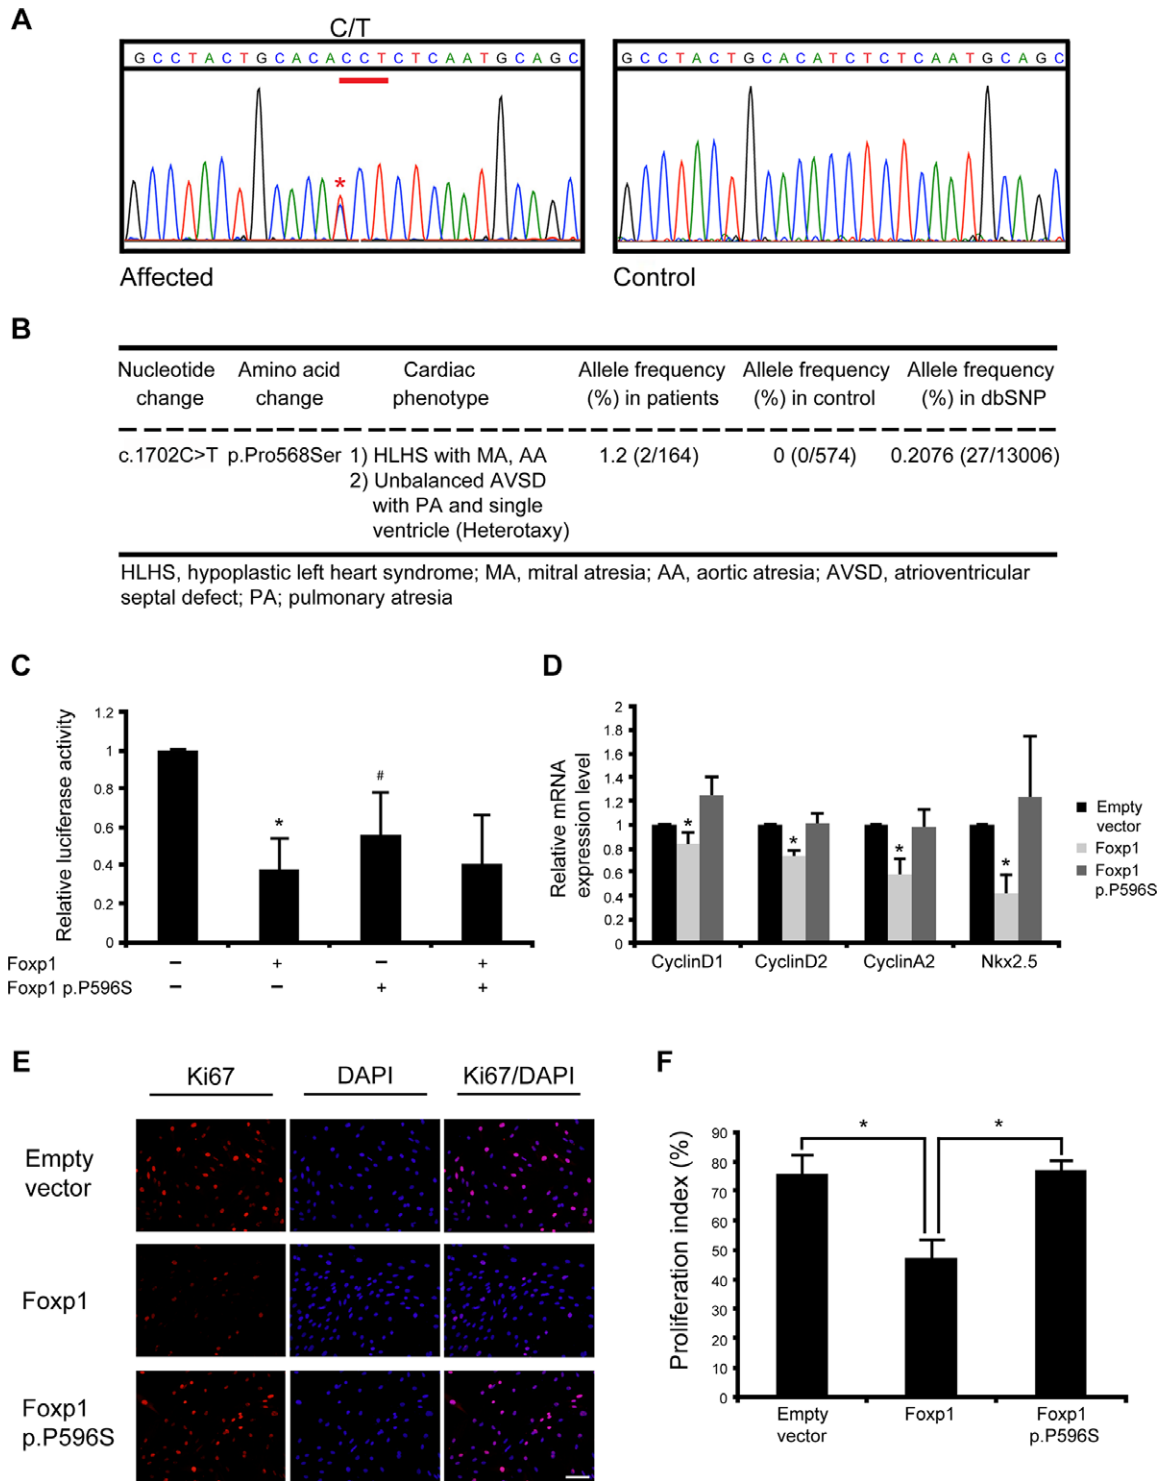 A
C/T
G C C T A C T G C A C A C C T C T C A A T G C A G C
G C C T A C T G C A C A T C T C T C A A T G C A G C
*
Affected
Control
B
Nucleotide change
Amino acid change
Cardiac phenotype
Allele frequency (%) in patients
Allele frequency (%) in control
Allele frequency (%) in dbSNP
c.1702C>T p.Pro568Ser 1) HLHS with MA, AA 1.2 (2/164) 0 (0/574) 0.2076 (27/13006)
2) Unbalanced AVSD
with PA and single
ventricle (Heterotaxy)
HLHS, hypoplastic left heart syndrome; MA, mitral atresia; AA, aortic atresia; AVSD, atrioventricular
septal defect; PA; pulmonary atresia
C
Relative luciferase activity
1.2
1
0.8
0.6
0.4
0.2
0
* #
Foxp1 − + − +
Foxp1 p.P596S − − + +
D
Relative mRNA
expression level
2
1.8
1.6
1.4
1.2
1
0.8
0.6
0.4
0.2
0
* * * *
CyclinD1 CyclinD2 CyclinA2 Nkx2.5
Empty
vector
Foxp1
Foxp1
p.P596S
E
Ki67 DAPI Ki67/DAPI
Empty
vector
Foxp1
Foxp1
p.P596S
F
Proliferation index (%)
90
80
70
60
50
40
30
20
10
0
* *
Empty
vector
Foxp1
Foxp1
p.P596S